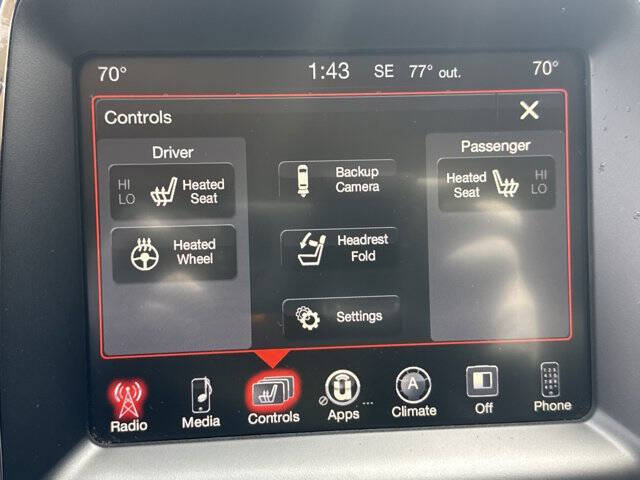 70° 1:43 SE 77° out. 70°
Controls X
Driver
HI
LO
Heated
Seat
Heated
Wheel
Backup
Camera
Headrest
Fold
Settings
Passenger
Heated
Seat
HI
LO
Radio Media Controls Apps ... A Climate Off Phone